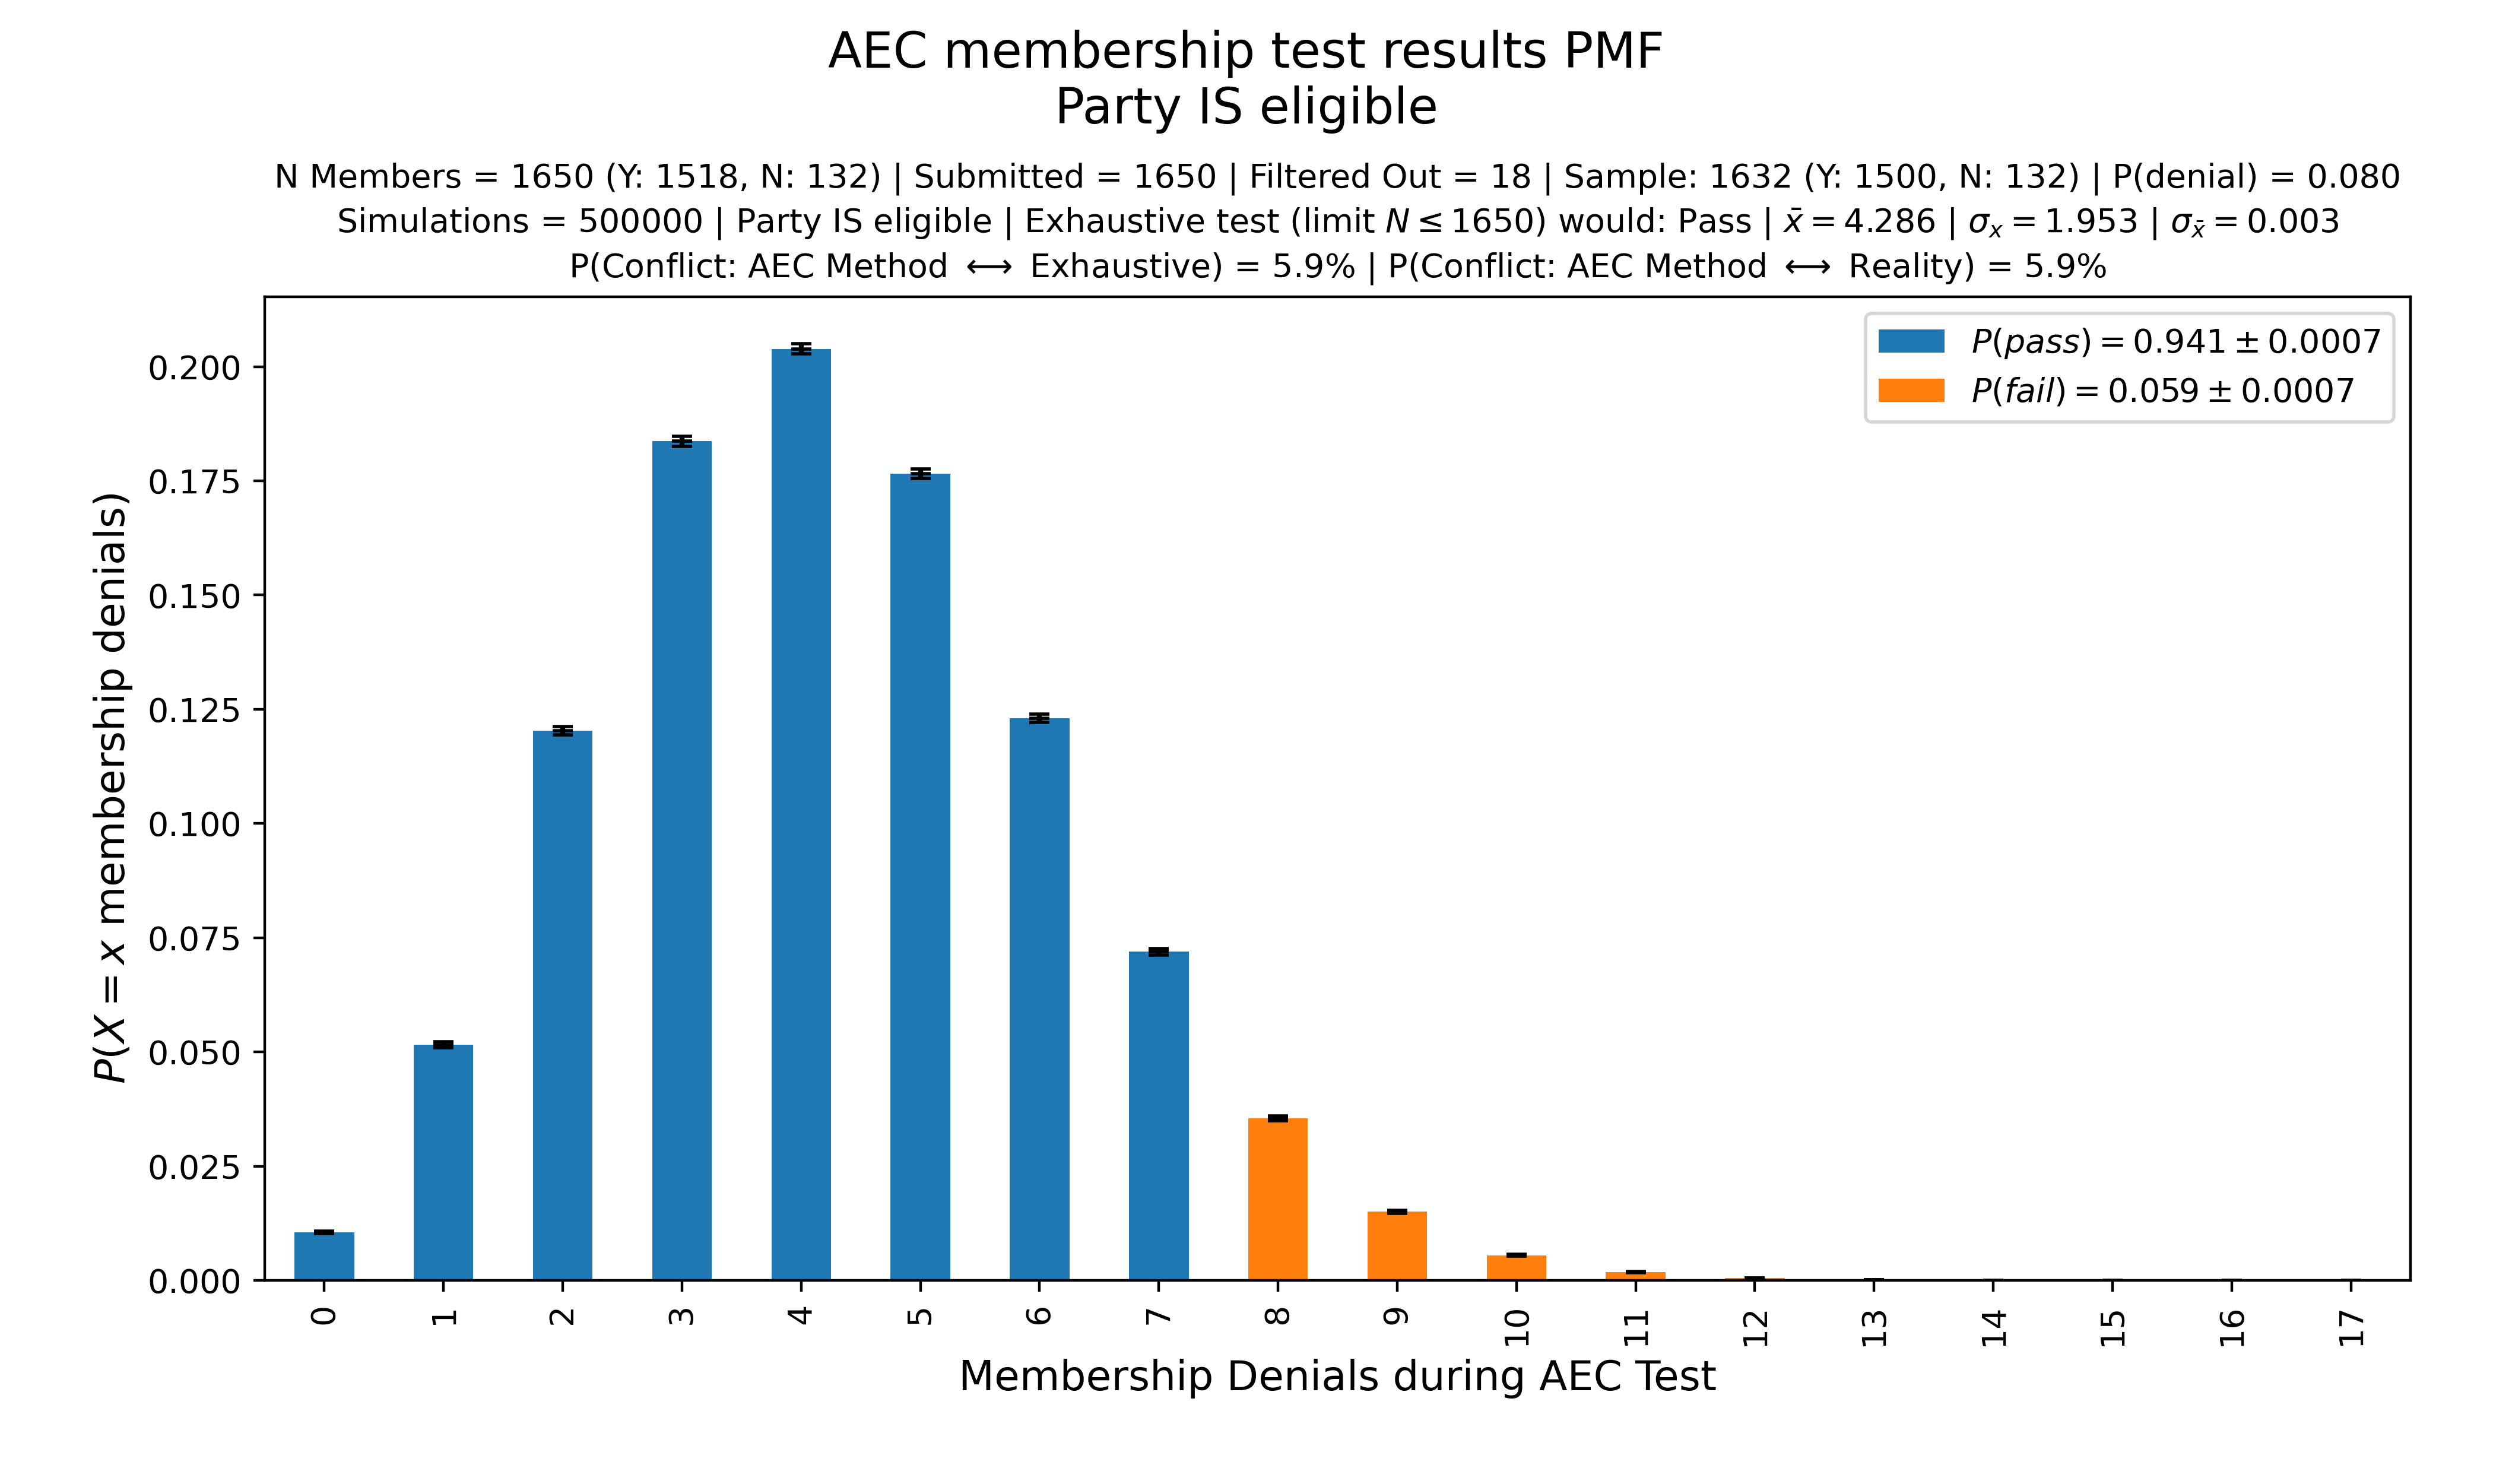 AEC membership test results PMF
Party IS eligible
N Members = 1650 (Y: 1518, N: 132) | Submitted = 1650 | Filtered Out = 18 | Sample: 1632 (Y: 1500, N: 132) | P(denial) = 0.080
Simulations = 500000 | Party IS eligible | Exhaustive test (limit N ≤ 1650) would: Pass | x̄ = 4.286 | σₓ = 1.953 | σ_x̄ = 0.003
P(Conflict: AEC Method ⟷ Exhaustive) = 5.9% | P(Conflict: AEC Method ⟷ Reality) = 5.9%
P(pass) = 0.941 ± 0.0007
P(fail) = 0.059 ± 0.0007
P(X = x membership denials)
0.200
0.175
0.150
0.125
0.100
0.075
0.050
0.025
0.000
0 1 2 3 4 5 6 7 8 9 10 11 12 13 14 15 16 17
Membership Denials during AEC Test